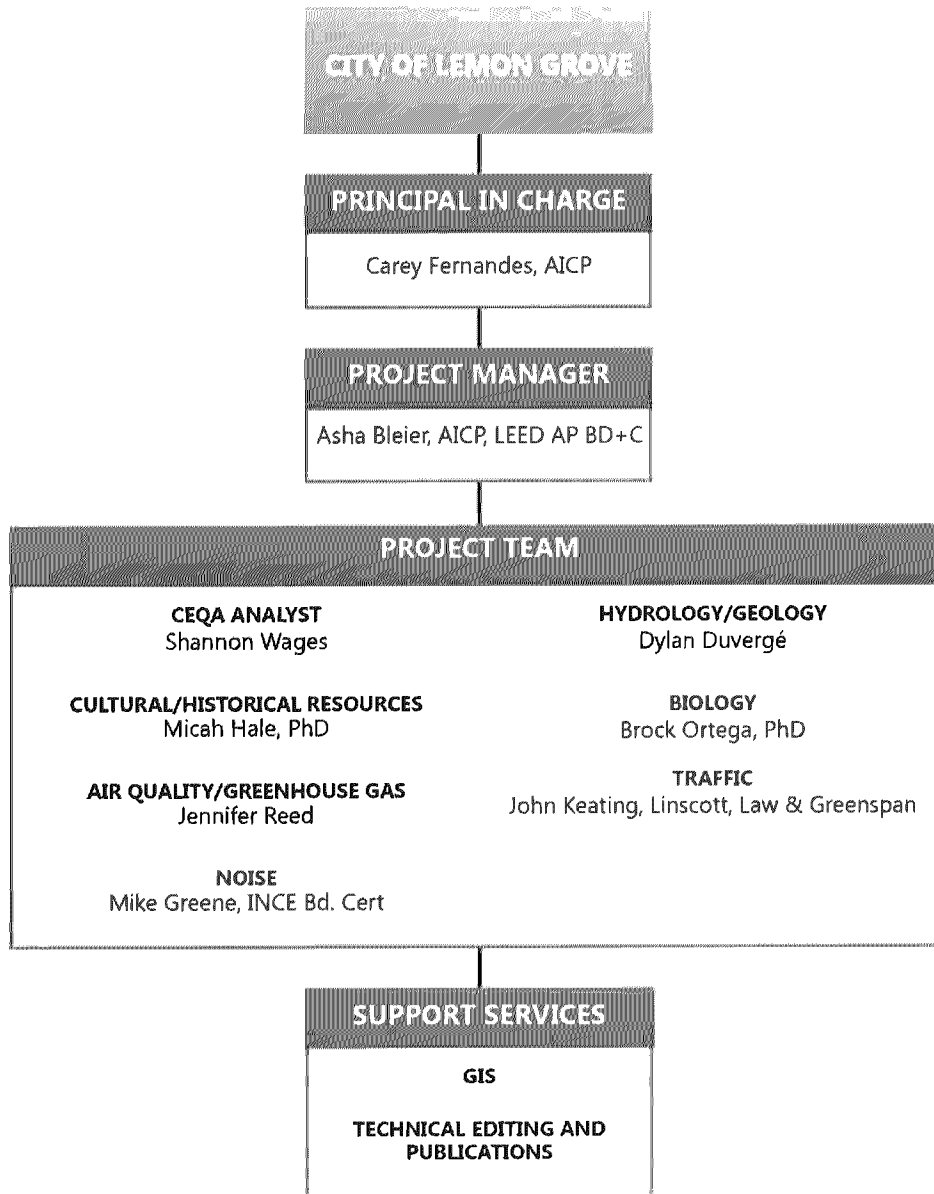 CITY OF LEMON GROVE
PRINCIPAL IN CHARGE
Carey Fernandes, AICP
PROJECT MANAGER
Asha Bleier, AICP, LEED AP BD+C
PROJECT TEAM
CEQA ANALYST
Shannon Wages
CULTURAL/HISTORICAL RESOURCES
Micah Hale, PhD
AIR QUALITY/GREENHOUSE GAS
Jennifer Reed
NOISE
Mike Greene, INCE Bd. Cert
HYDROLOGY/GEOLOGY
Dylan Duvergé
BIOLOGY
Brock Ortega, PhD
TRAFFIC
John Keating, Linscott, Law & Greenspan
SUPPORT SERVICES
GIS
TECHNICAL EDITING AND
PUBLICATIONS